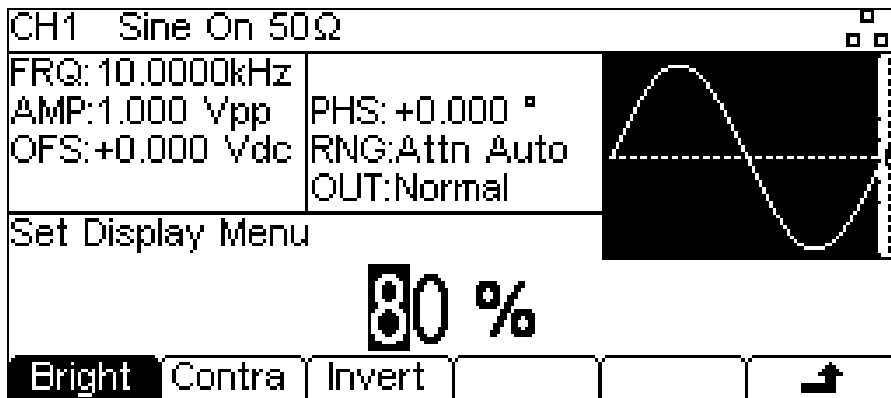 CH1 Sine On 50Ω
FRQ:10.0000kHz
AMP:1.000 Vpp
OFS:+0.000 Vdc
PHS:+0.000 °
RNG:Attn Auto
OUT:Normal
Set Display Menu
80 %
Bright Contra Invert